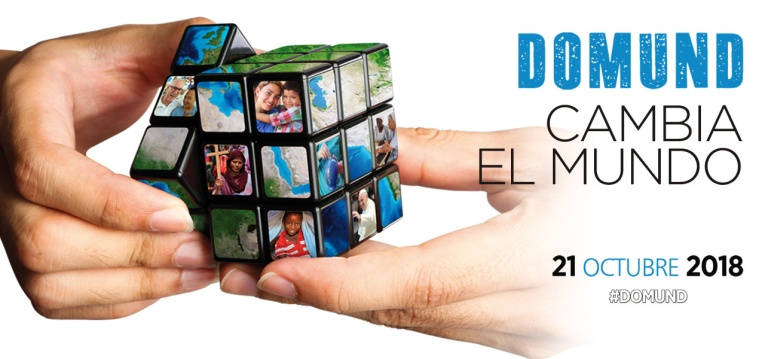 DOMUND
CAMBIA
EL MUNDO
21 OCTUBRE 2018
#DOMUND